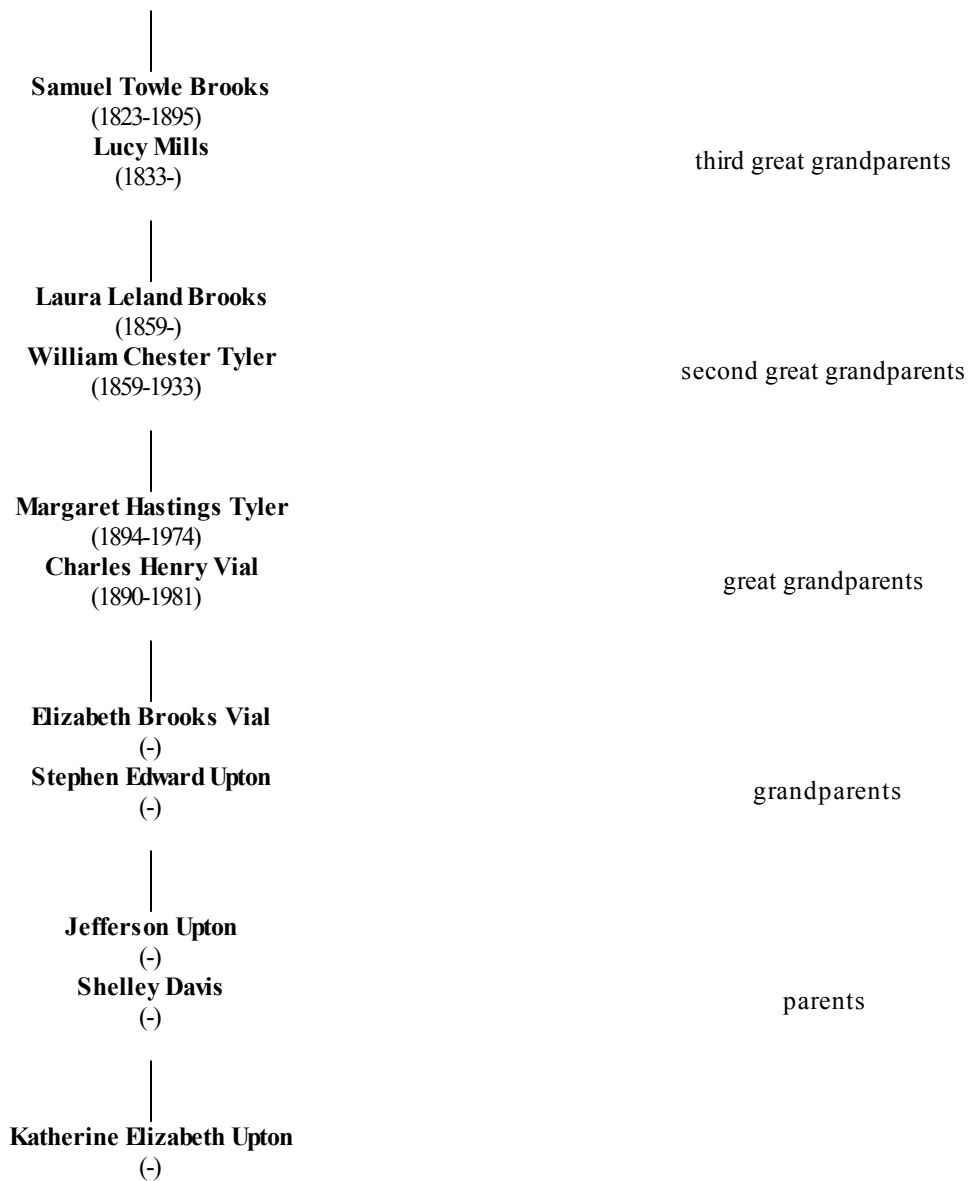 Samuel Towle Brooks
(1823-1895)
Lucy Mills
(1833-)
third great grandparents
Laura Leland Brooks
(1859-)
William Chester Tyler
(1859-1933)
second great grandparents
Margaret Hastings Tyler
(1894-1974)
Charles Henry Vial
(1890-1981)
great grandparents
Elizabeth Brooks Vial
(-)
Stephen Edward Upton
(-)
grandparents
Jefferson Upton
(-)
Shelley Davis
(-)
parents
Katherine Elizabeth Upton
(-)